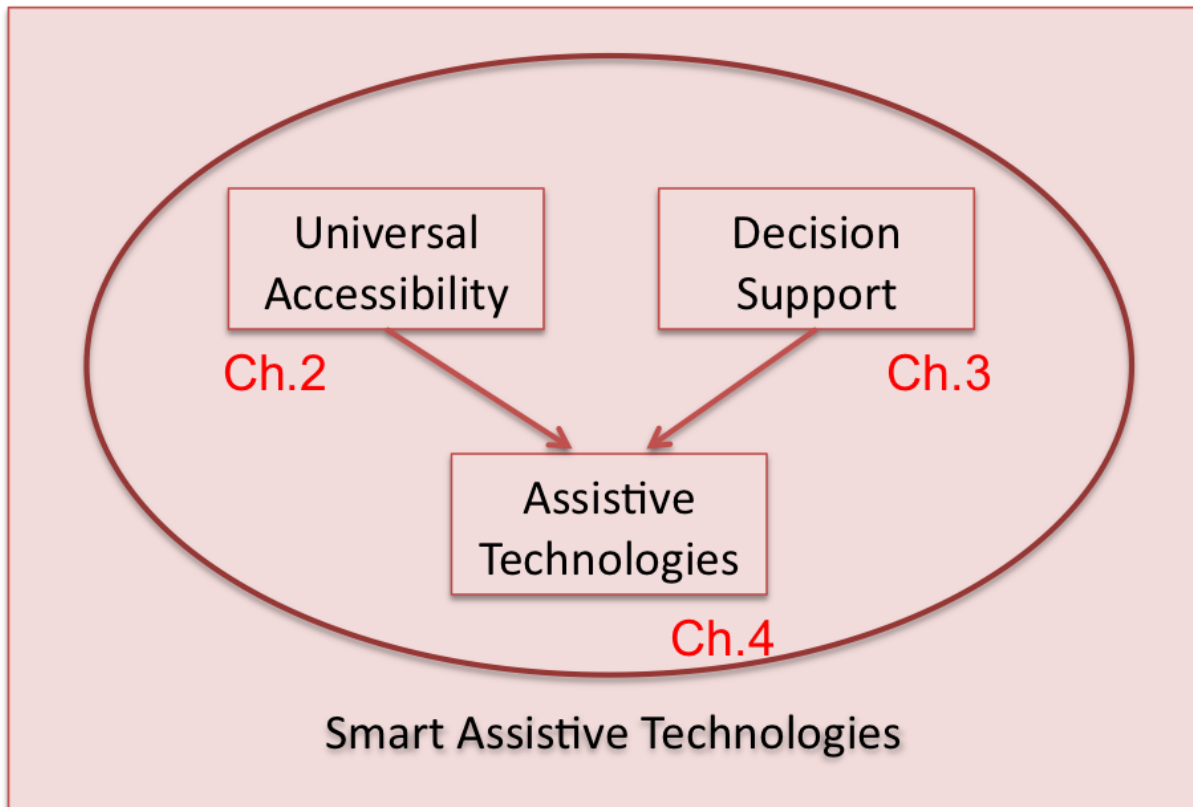 Universal
Accessibility
Ch.2
Decision
Support
Ch.3
Assistive
Technologies
Ch.4
Smart Assistive Technologies